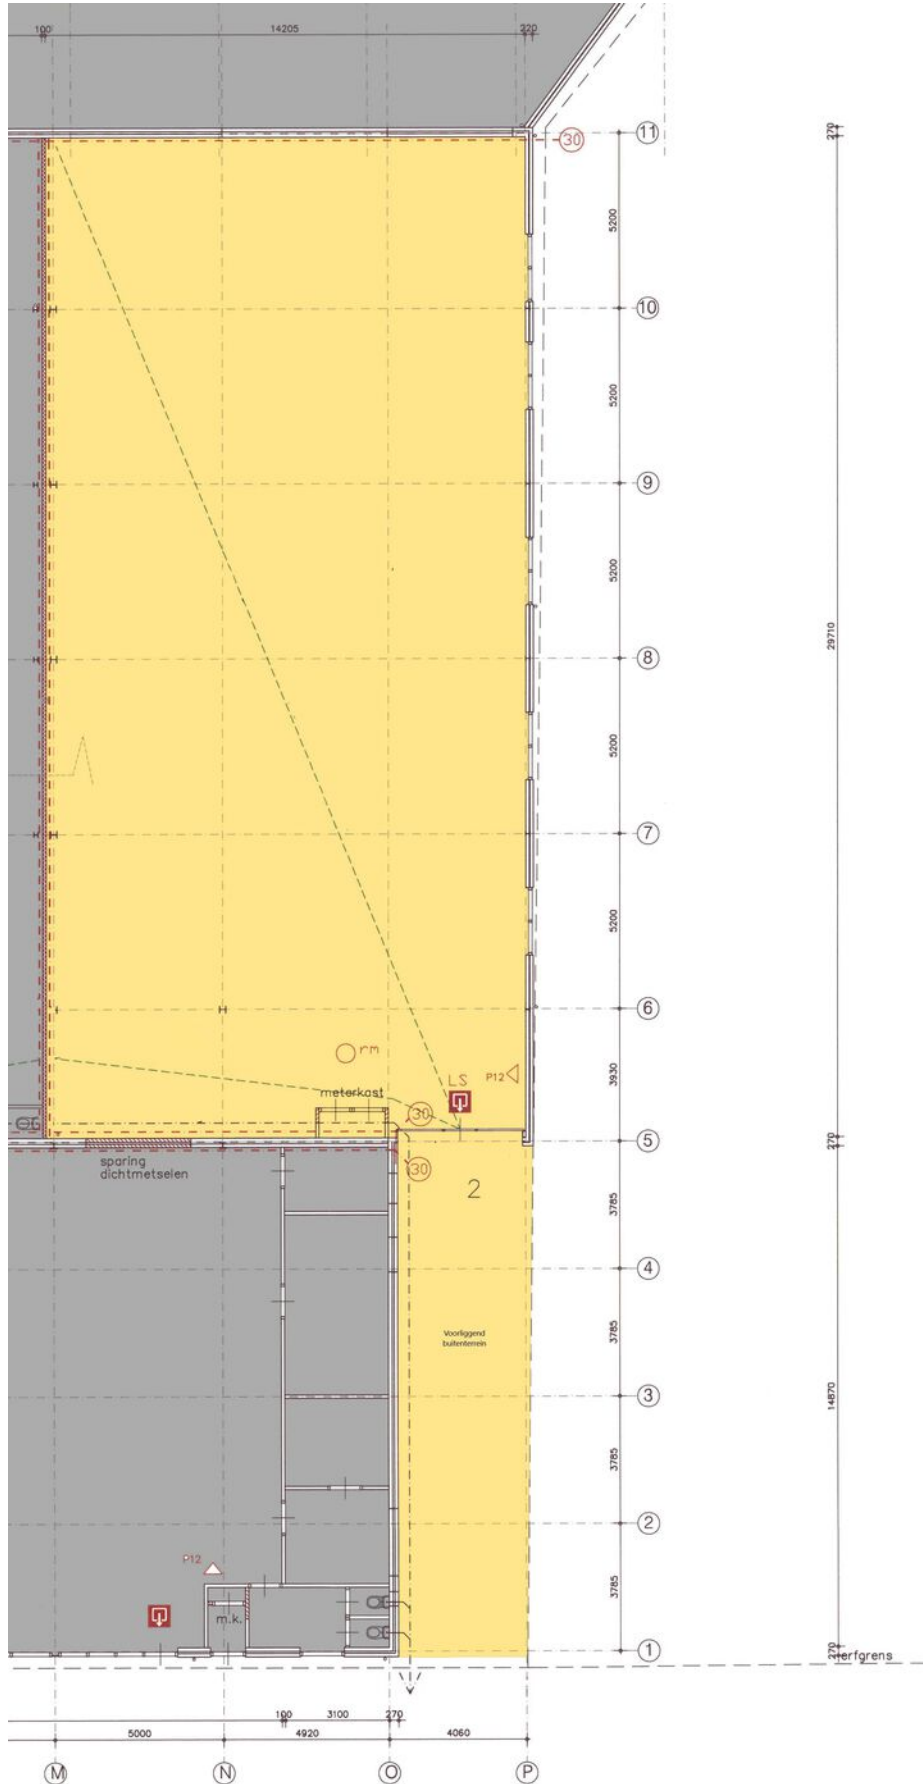 100
14205
220
11
30
270
5200
10
5200
9
5200
29710
8
5200
7
5200
6
rm
LS
P12
3930
meterkast
30
5
270
sparing
dichtmetselen
30
2
3785
4
Voorliggend
buitenterrein
3785
3
14870
3785
2
P12
3785
m.k.
1
270
erfgrens
100
3100
270
5000
4920
4060
M
N
O
P